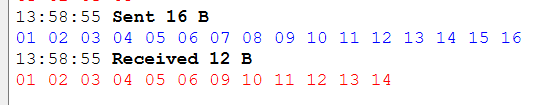 13:58:55 Sent 16 B
01 02 03 04 05 06 07 08 09 10 11 12 13 14 15 16
13:58:55 Received 12 B
01 02 03 04 05 06 09 10 11 12 13 14